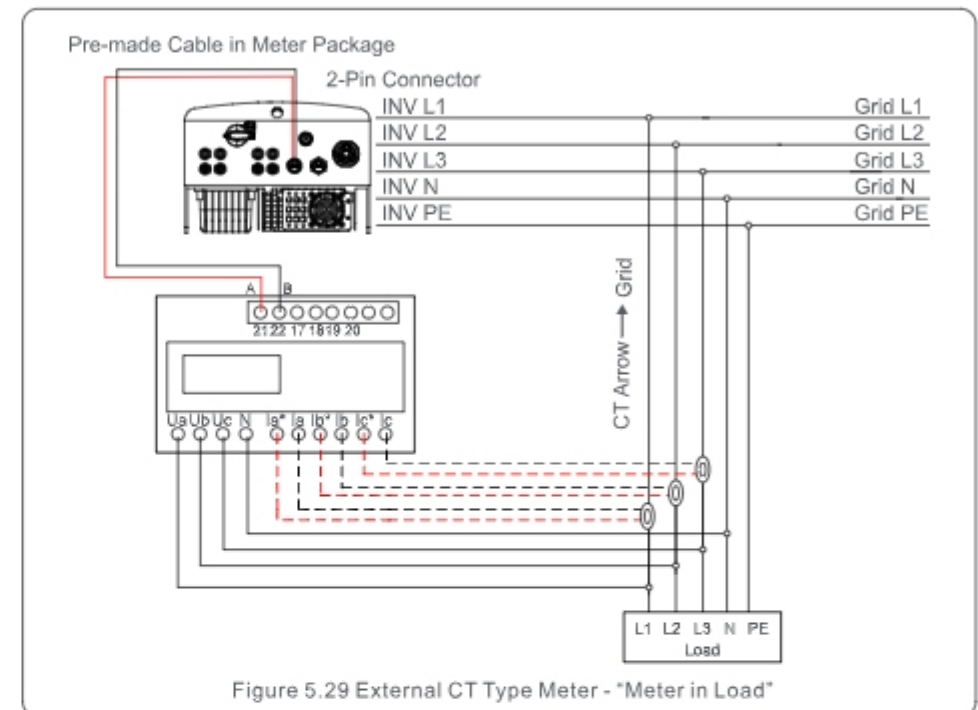 Pre-made Cable in Meter Package
2-Pin Connector
INV L1 Grid L1
INV L2 Grid L2
INV L3 Grid L3
INV N Grid N
INV PE Grid PE
CT Arrow → Grid
A B
21 22 17 18 19 20
Ua Ub Uc N Ia* Ia Ib* Ib Ic* Ic
L1 L2 L3 N PE
Load
Figure 5.29 External CT Type Meter - "Meter in Load"